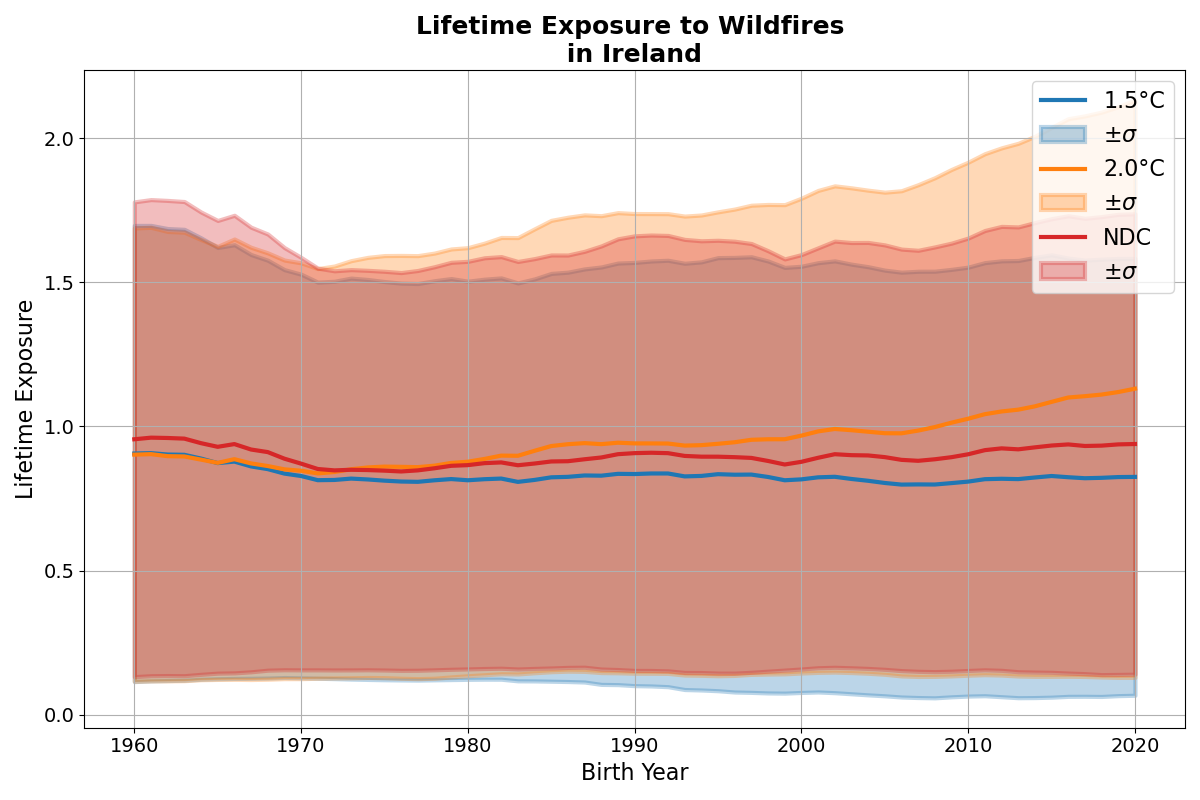 Lifetime Exposure to Wildfires
in Ireland
Lifetime Exposure
2.0
1.5
1.0
0.5
0.0
1960
1970
1980
1990
2000
2010
2020
Birth Year
1.5°C
±σ
2.0°C
±σ
NDC
±σ